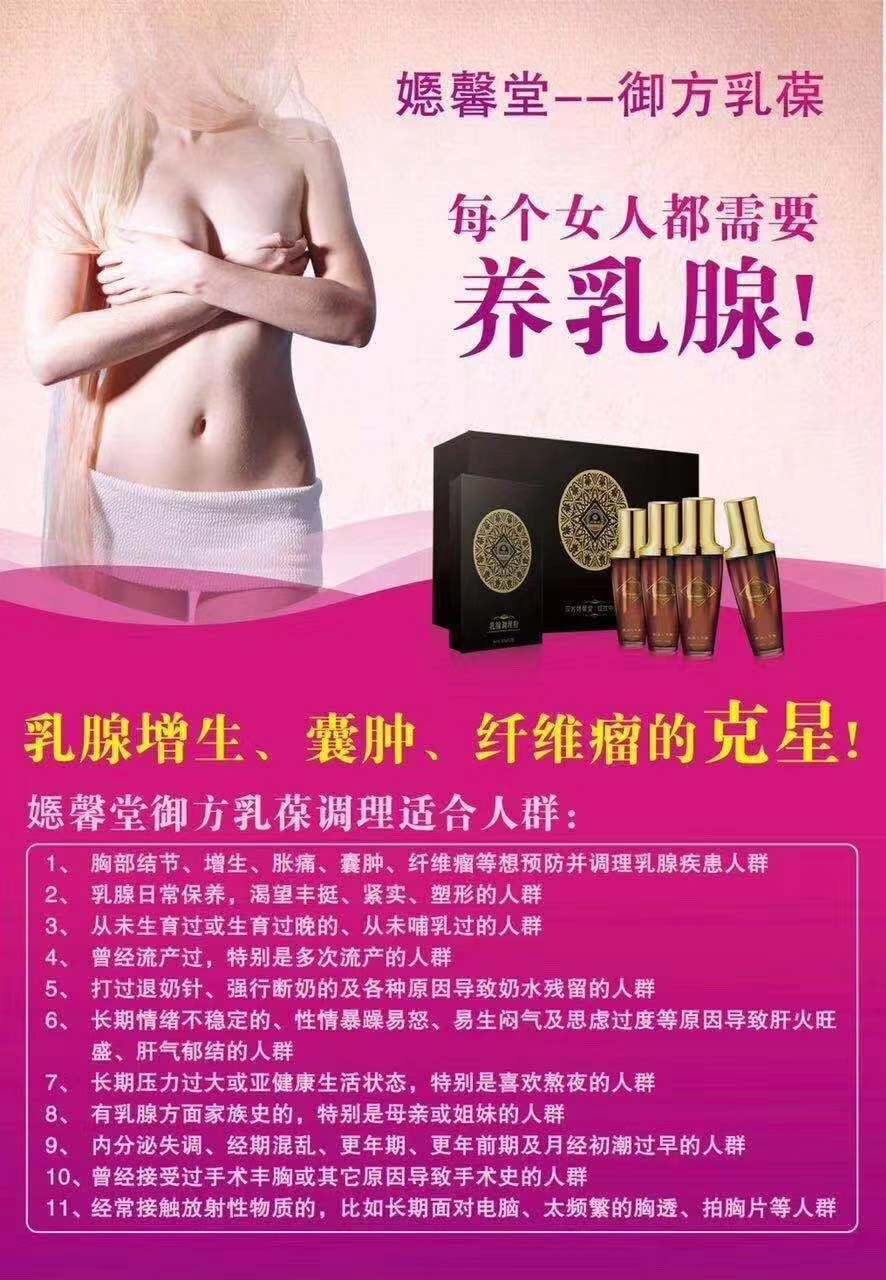 嬺馨堂--御方乳葆
每个女人都需要
养乳腺!
乳腺调理粉
乳腺增生、囊肿、纤维瘤的克星!
嬺馨堂御方乳葆调理适合人群：
1、胸部结节、增生、胀痛、囊肿、纤维瘤等想预防并调理乳腺疾患人群
2、乳腺日常保养，渴望丰挺、紧实、塑形的人群
3、从未生育过或生育过晚的、从未哺乳过的人群
4、曾经流产过，特别是多次流产的人群
5、打过退奶针、强行断奶的及各种原因导致奶水残留的人群
6、长期情绪不稳定的、性情暴躁易怒、易生闷气及思虑过度等原因导致肝火旺
盛、肝气郁结的人群
7、长期压力过大或亚健康生活状态，特别是喜欢熬夜的人群
8、有乳腺方面家族史的，特别是母亲或姐妹的人群
9、内分泌失调、经期混乱、更年期、更年前期及月经初潮过早的人群
10、曾经接受过手术丰胸或其它原因导致手术史的人群
11、经常接触放射性物质的，比如长期面对电脑、太频繁的胸透、拍胸片等人群